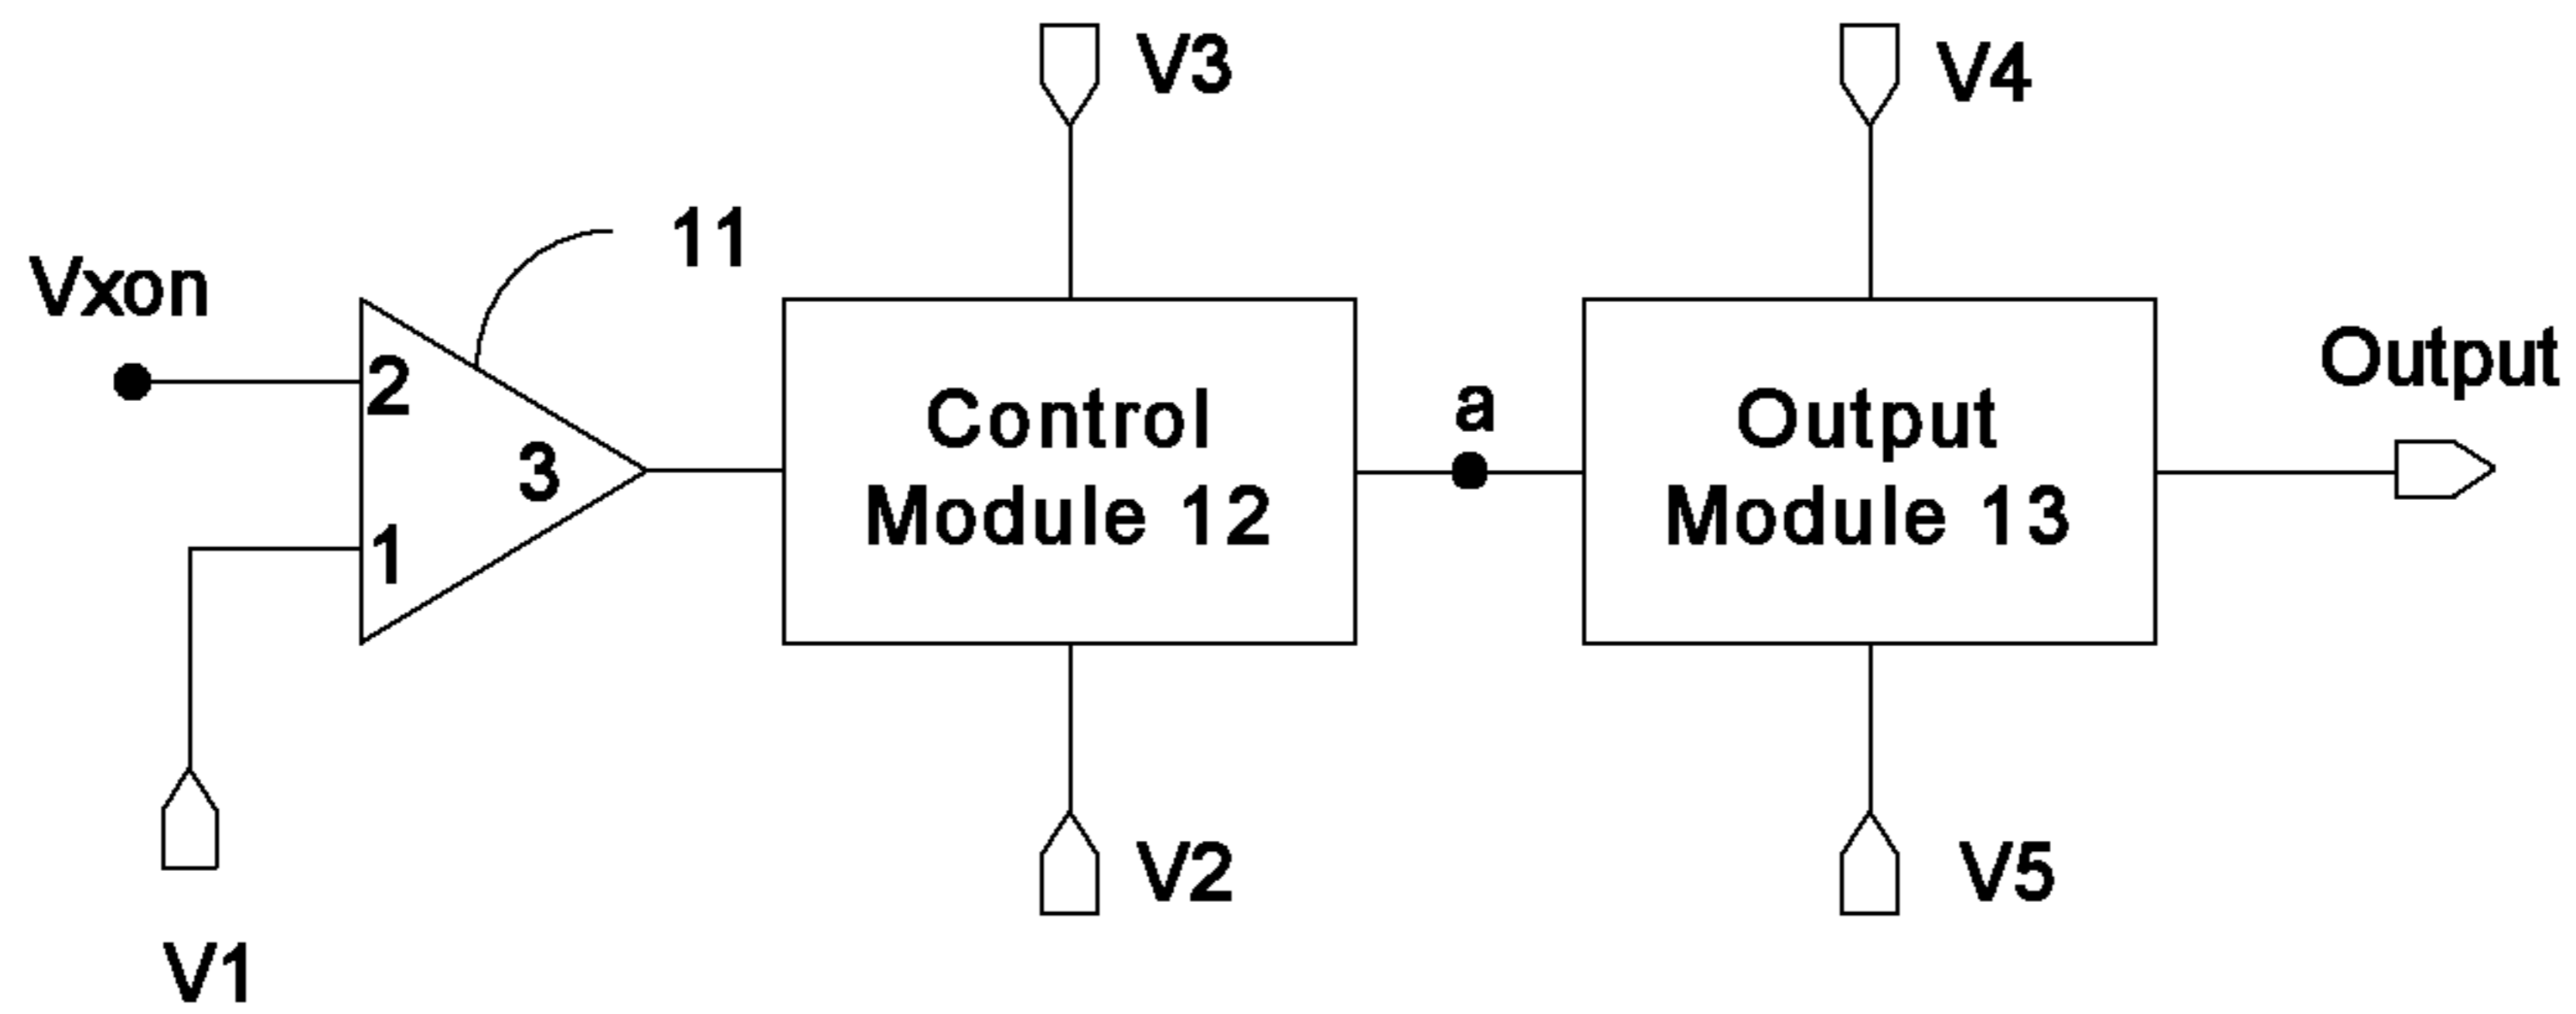 V3
V4
11
Vxon
2
3
1
Control
Module 12
a
Output
Module 13
Output
V2
V5
V1